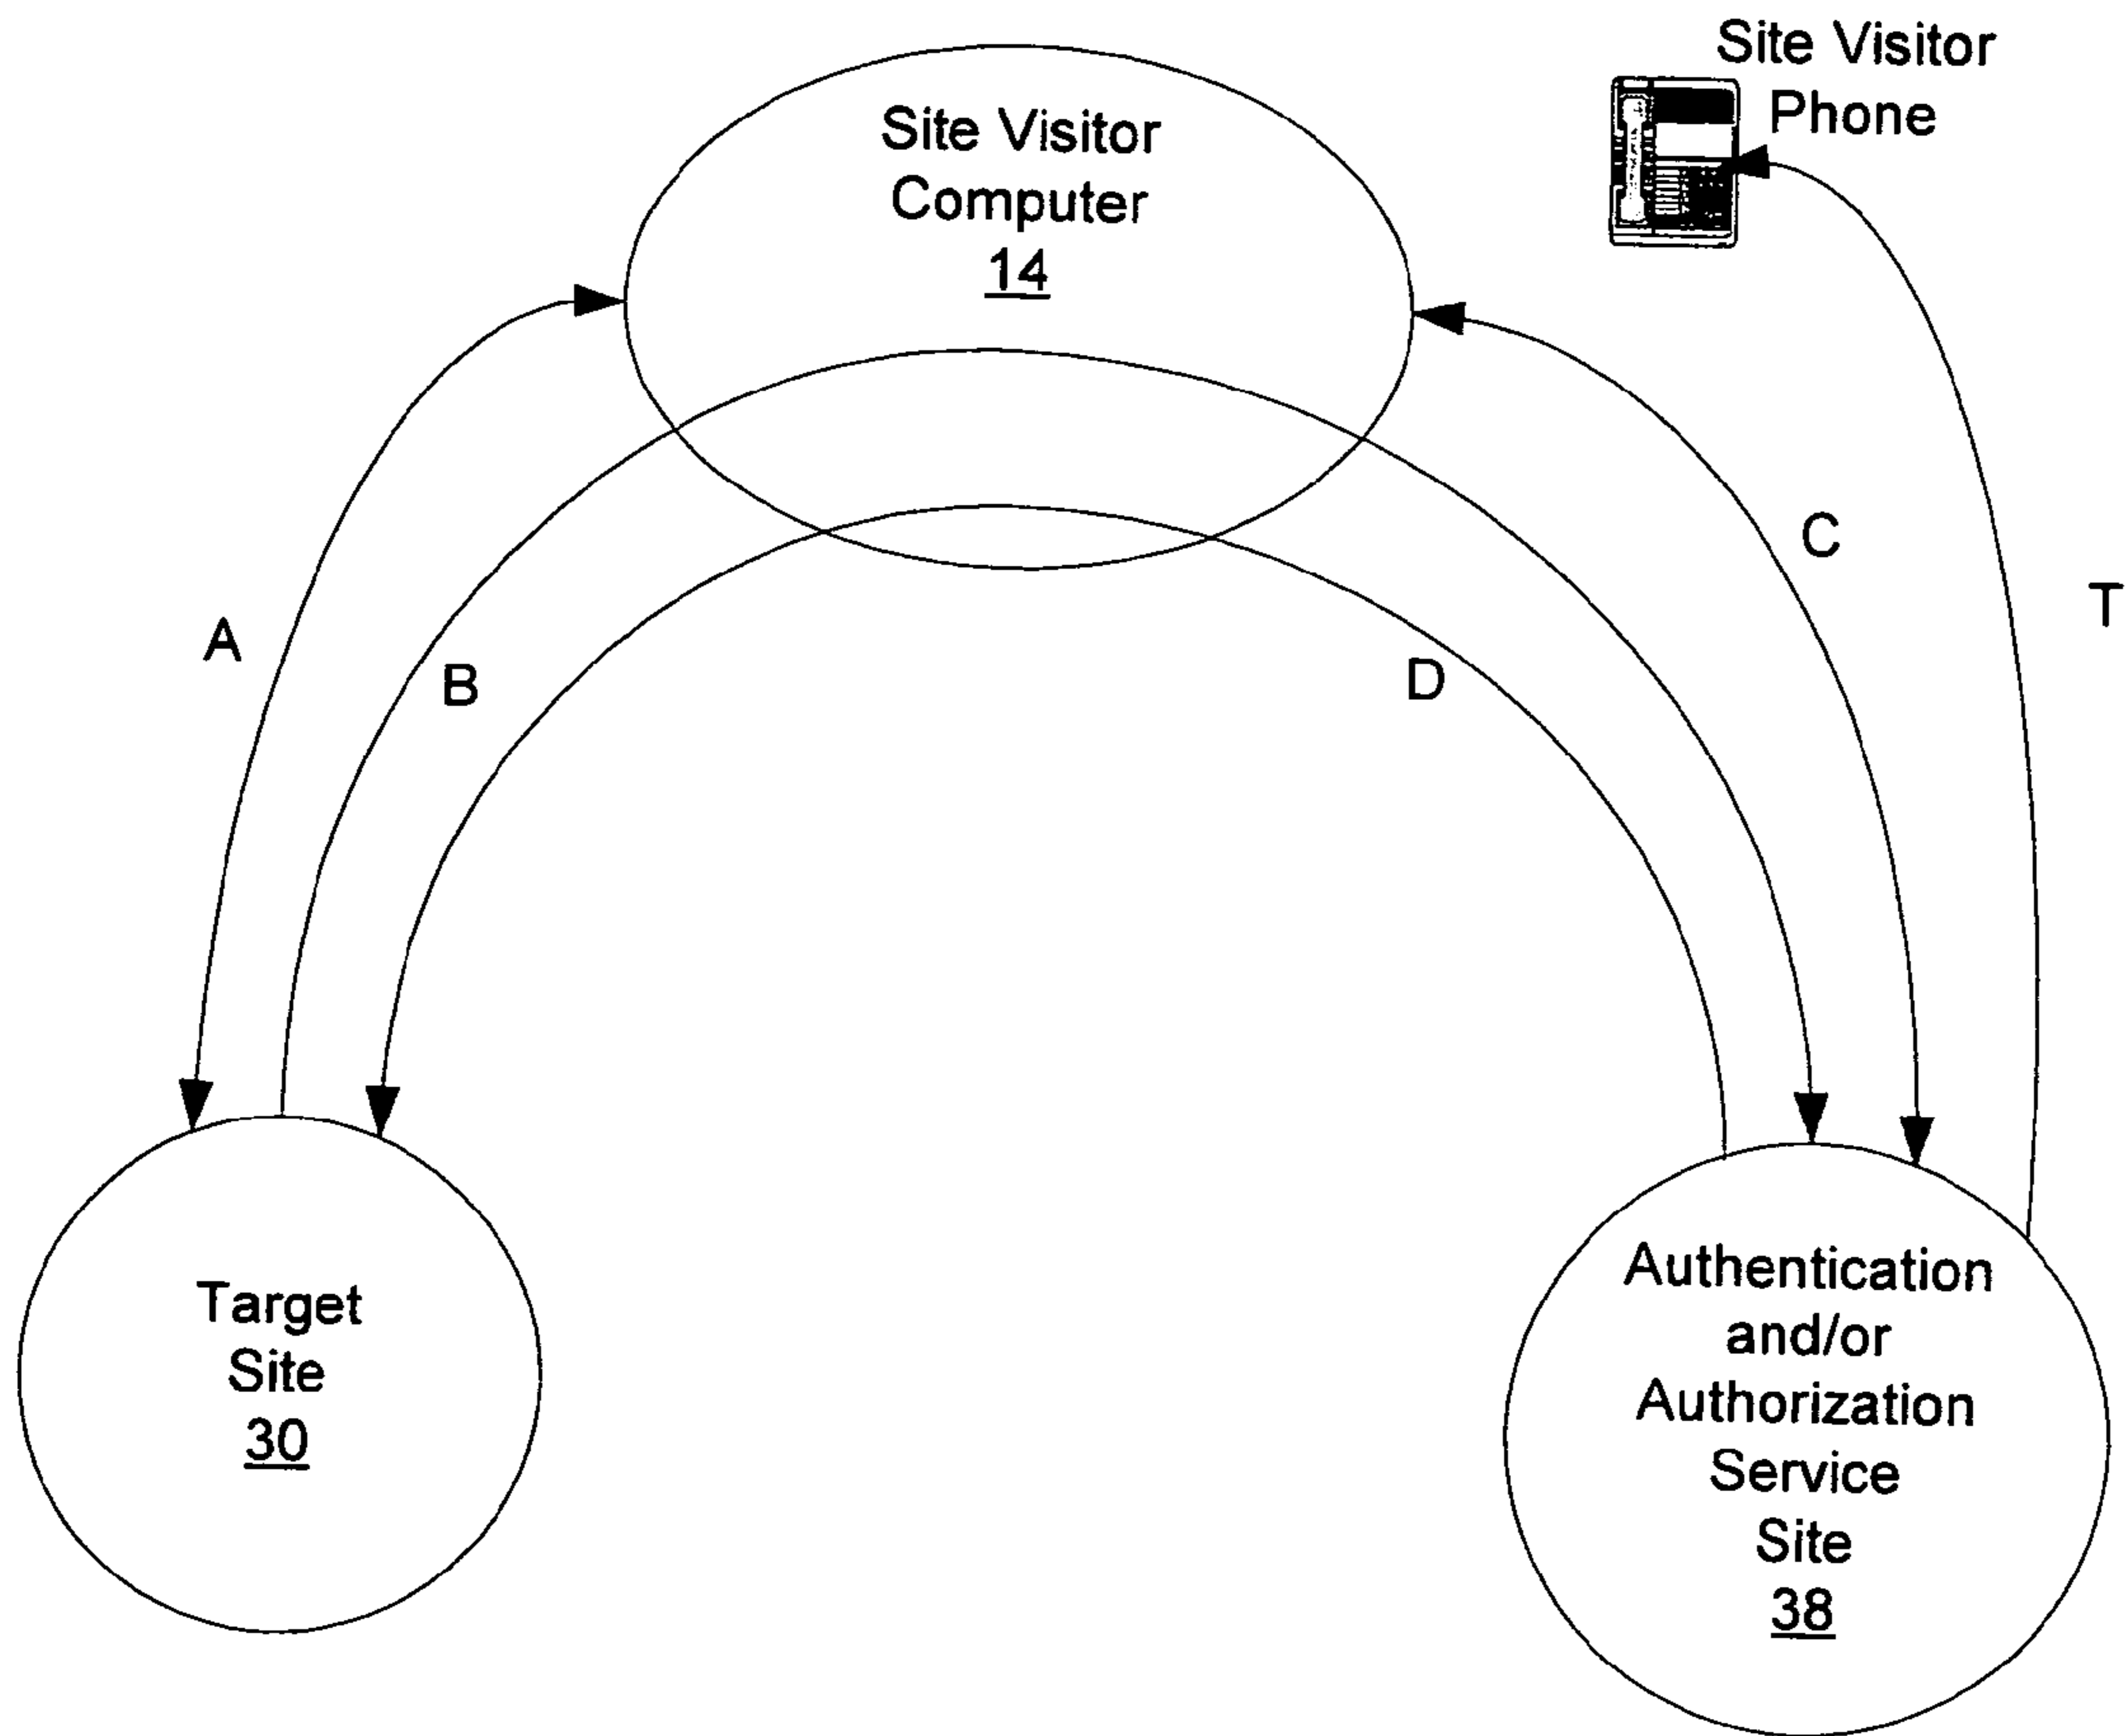 Site Visitor
Phone
Site Visitor
Computer
14
A
B
C
D
T
Target
Site
30
Authentication
and/or
Authorization
Service
Site
38